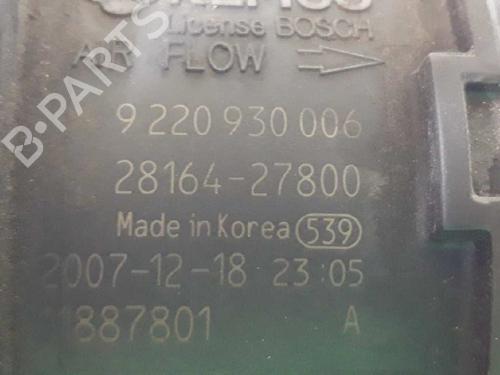 License BOSCH
AIR FLOW
9 220 930 006
28164-27800
Made in Korea 539
2007-12-18 23:05
887801 A